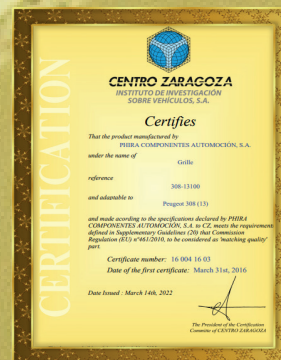 CERTIFICATION
CENTRO ZARAGOZA
INSTITUTO DE INVESTIGACIÓN
SOBRE VEHÍCULOS, S.A.
Certifies
That the product manufactured by
PHIRA COMPONENTES AUTOMOCIÓN, S.A.
under the name of
Grille
reference
308-13100
and adaptable to
Peugeot 308 (13)
and made acording to the specifications declared by PHIRA
COMPONENTES AUTOMOCIÓN, S.A. to CZ, meets the requirement
defined in Supplementary Guidelines (20) that Commission
Regulation (EU) nº461/2010, to be considered as 'matching quality'
part.
Certificate number: 16 004 16 03
Date of the first certificate: March 31st, 2016
Date Issued : March 14th, 2022
The President of the Certification
Commitee of CENTRO ZARAGOZA